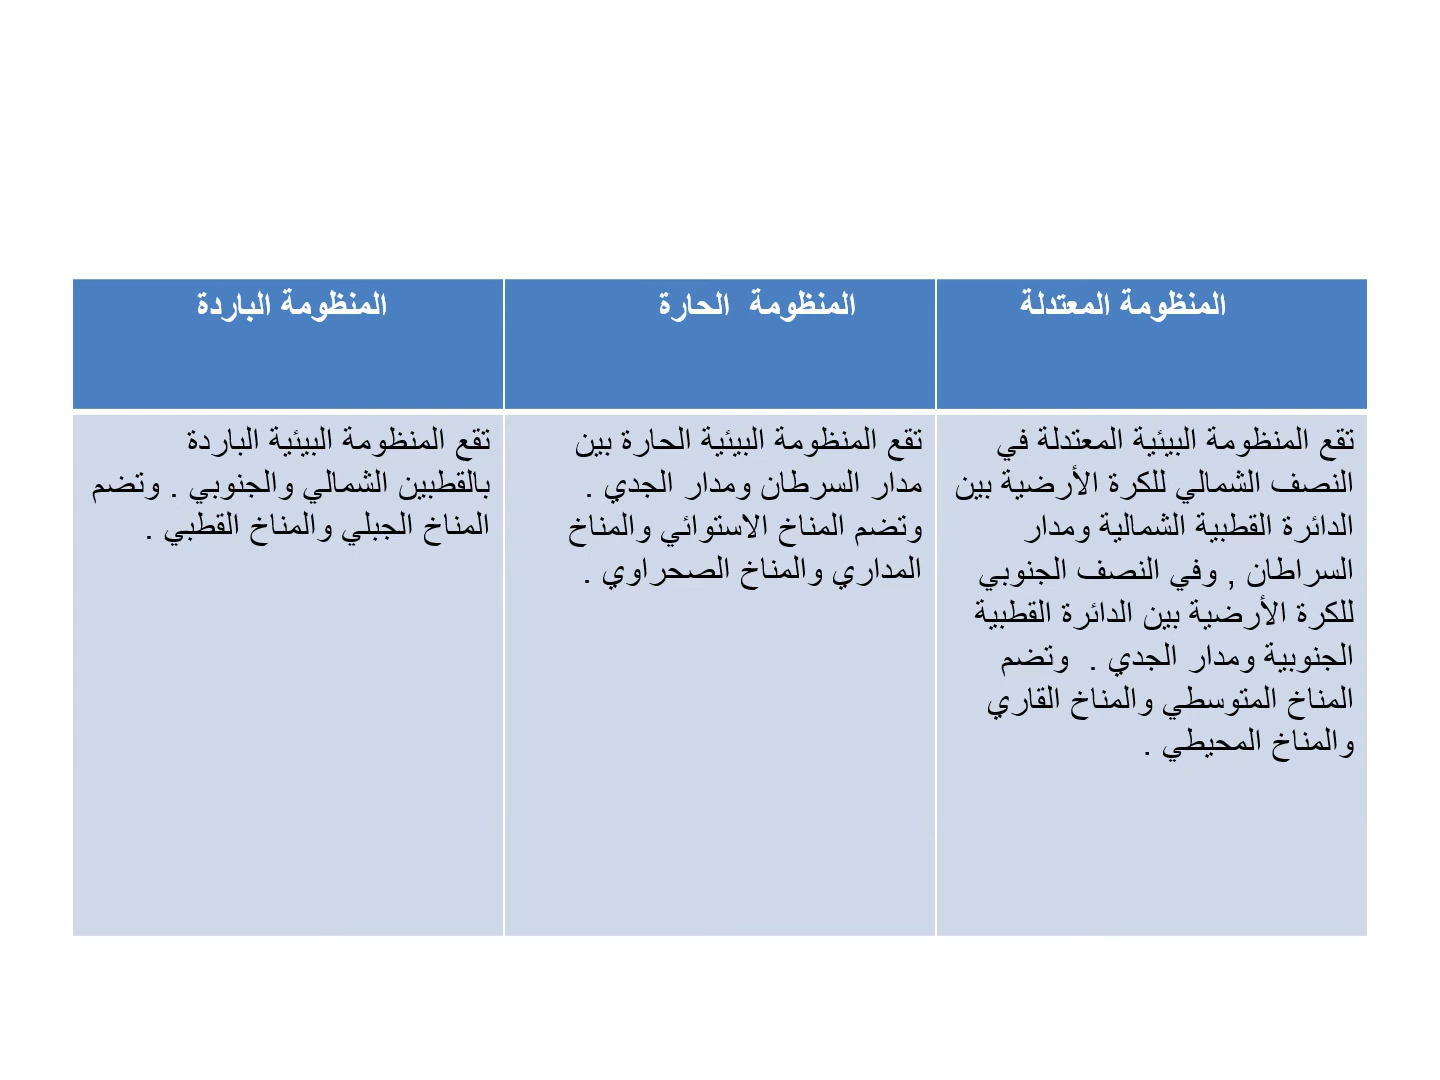 المنظومة المعتدلة
المنظومة  الحارة
المنظومة الباردة
تقع المنظومة البيئية المعتدلة في
النصف الشمالي للكرة الأرضية بين
الدائرة القطبية الشمالية ومدار
السراطان , وفي النصف الجنوبي
للكرة الأرضية بين الدائرة القطبية
الجنوبية ومدار الجدي .  وتضم
المناخ المتوسطي والمناخ القاري
والمناخ المحيطي .
تقع المنظومة البيئية الحارة بين
مدار السرطان ومدار الجدي .
وتضم المناخ الاستوائي والمناخ
المداري والمناخ الصحراوي .
تقع المنظومة البيئية الباردة
بالقطبين الشمالي والجنوبي . وتضم
المناخ الجبلي والمناخ القطبي .